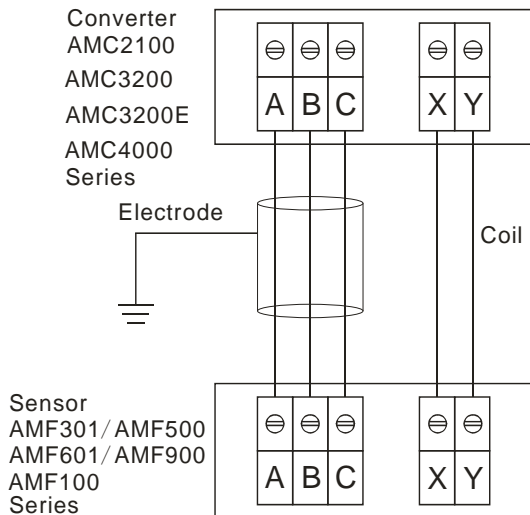 Converter
AMC2100
AMC3200
AMC3200E
AMC4000
Series
A B C X Y
Electrode
Coil
Sensor
AMF301/AMF500
AMF601/AMF900
AMF100
Series
A B C X Y